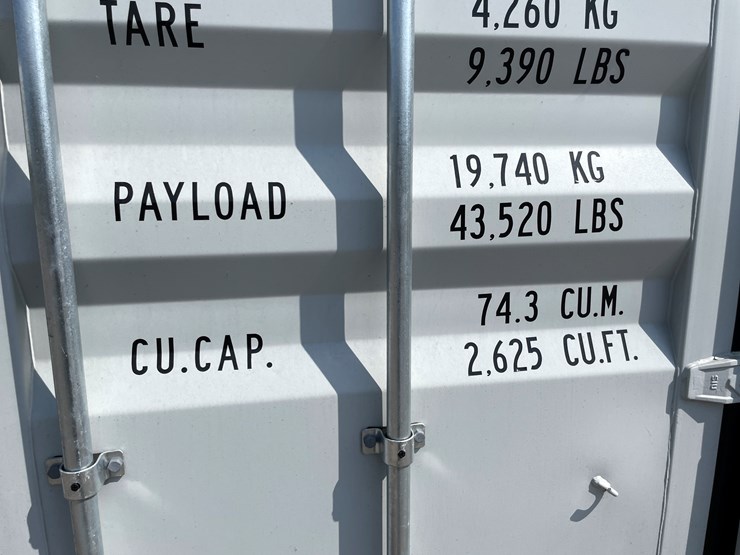 TARE 4,260 KG
9,390 LBS
PAYLOAD 19,740 KG
43,520 LBS
74.3 CU.M.
CU.CAP. 2,625 CU.FT.